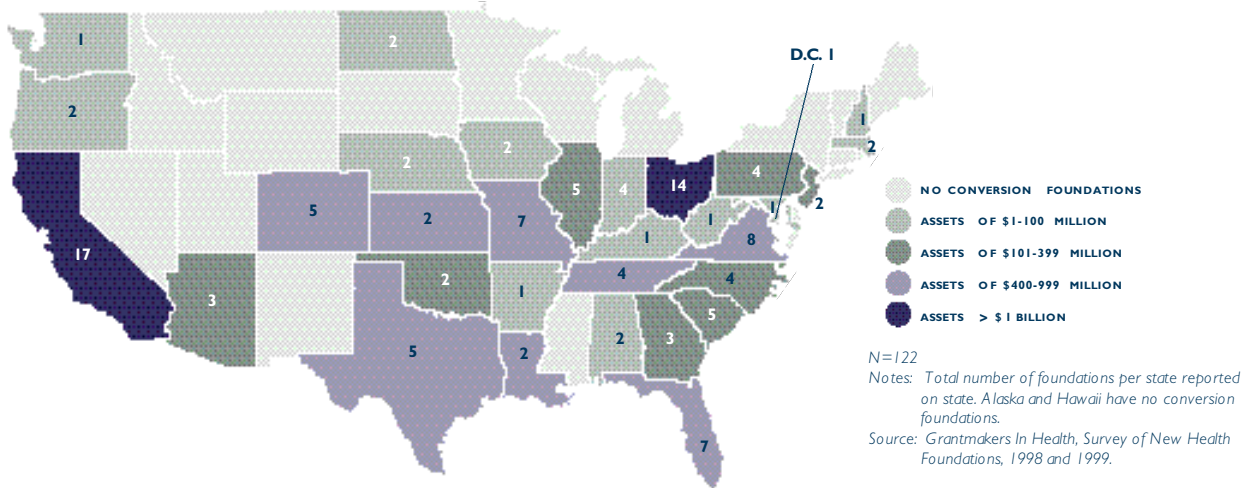 D.C. 1
1
2
2
1
2
2
2
5
4
14
4
2
1
1
17
5
2
7
1
8
3
2
1
4
4
5
5
2
2
3
7
NO CONVERSION FOUNDATIONS
ASSETS OF $1-100 MILLION
ASSETS OF $101-399 MILLION
ASSETS OF $400-999 MILLION
ASSETS > $1 BILLION
N=122
Notes: Total number of foundations per state reported
on state. Alaska and Hawaii have no conversion
foundations.
Source: Grantmakers In Health, Survey of New Health
Foundations, 1998 and 1999.